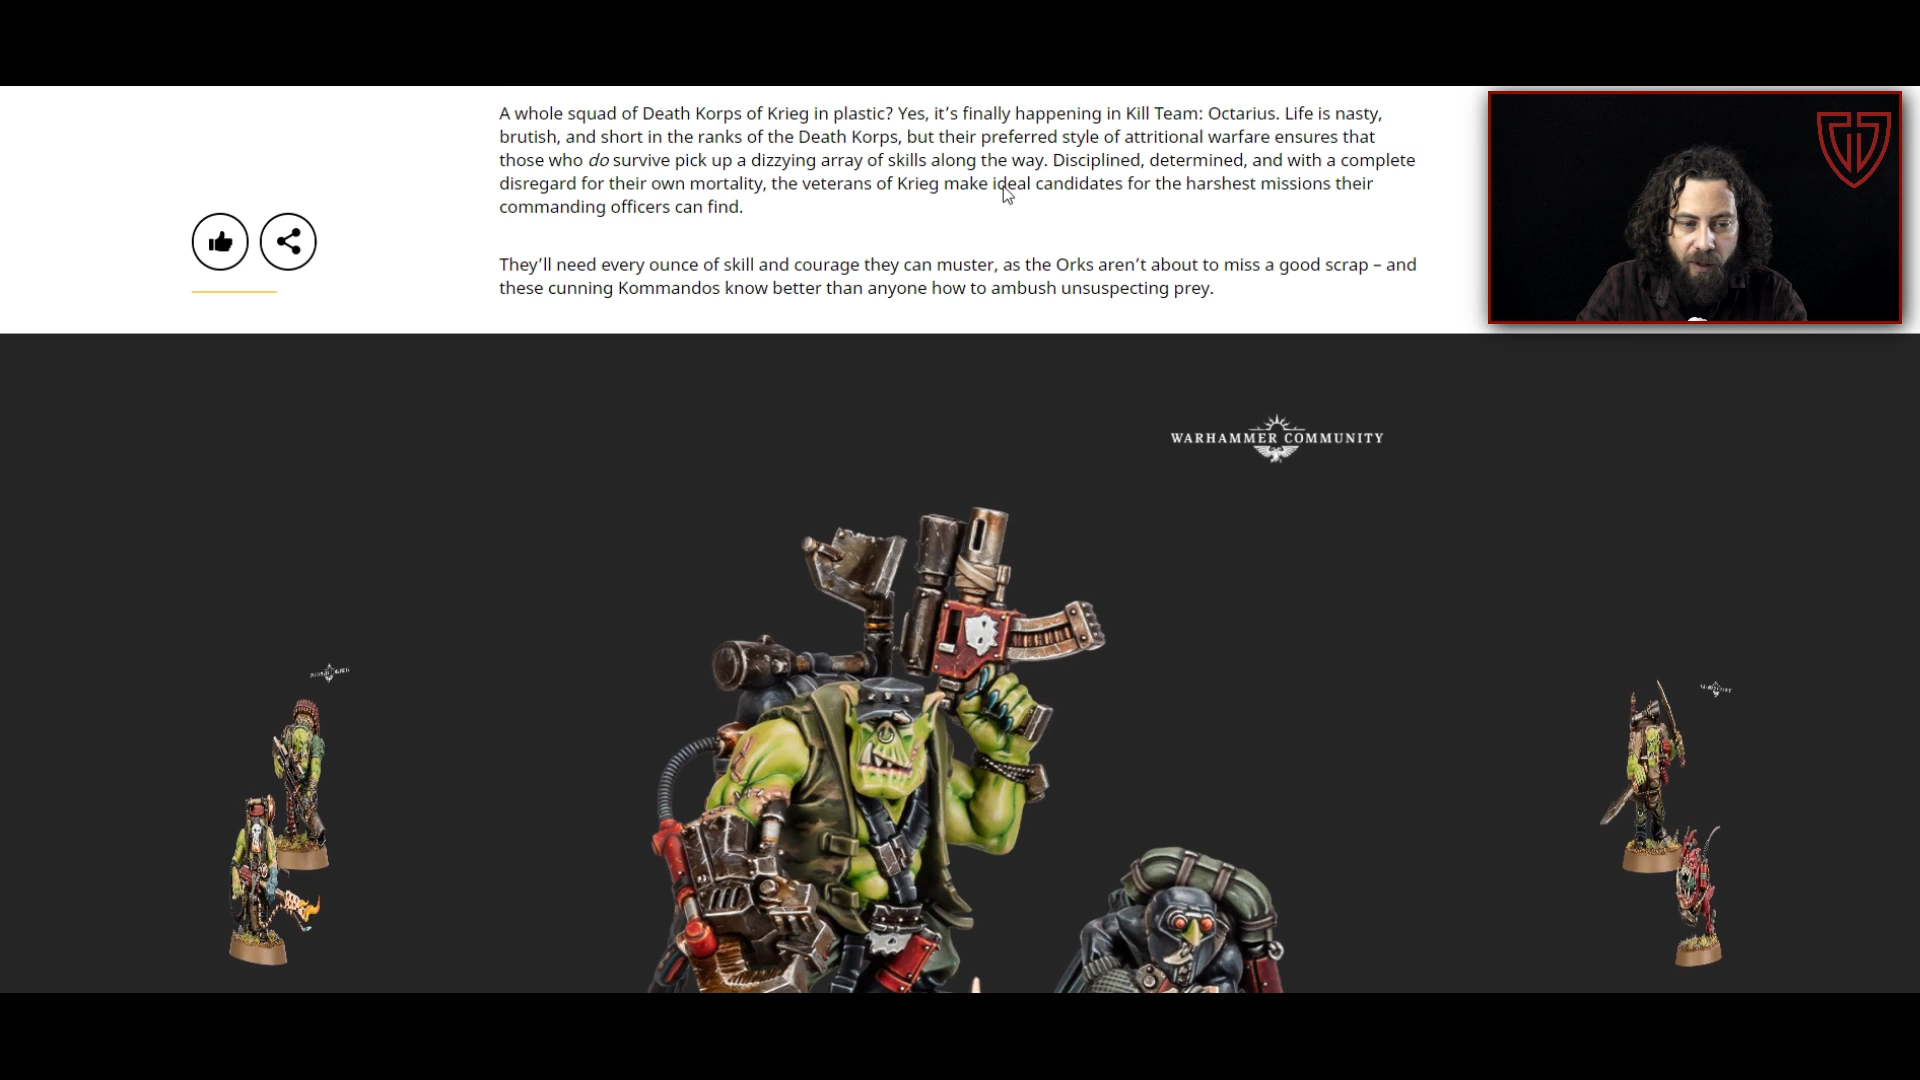 A whole squad of Death Korps of Krieg in plastic? Yes, it’s finally happening in Kill Team: Octarius. Life is nasty,
brutish, and short in the ranks of the Death Korps, but their preferred style of attritional warfare ensures that
those who do survive pick up a dizzying array of skills along the way. Disciplined, determined, and with a complete
disregard for their own mortality, the veterans of Krieg make ideal candidates for the harshest missions their
commanding officers can find.
They’ll need every ounce of skill and courage they can muster, as the Orks aren’t about to miss a good scrap – and
these cunning Kommandos know better than anyone how to ambush unsuspecting prey.
WARHAMMER COMMUNITY